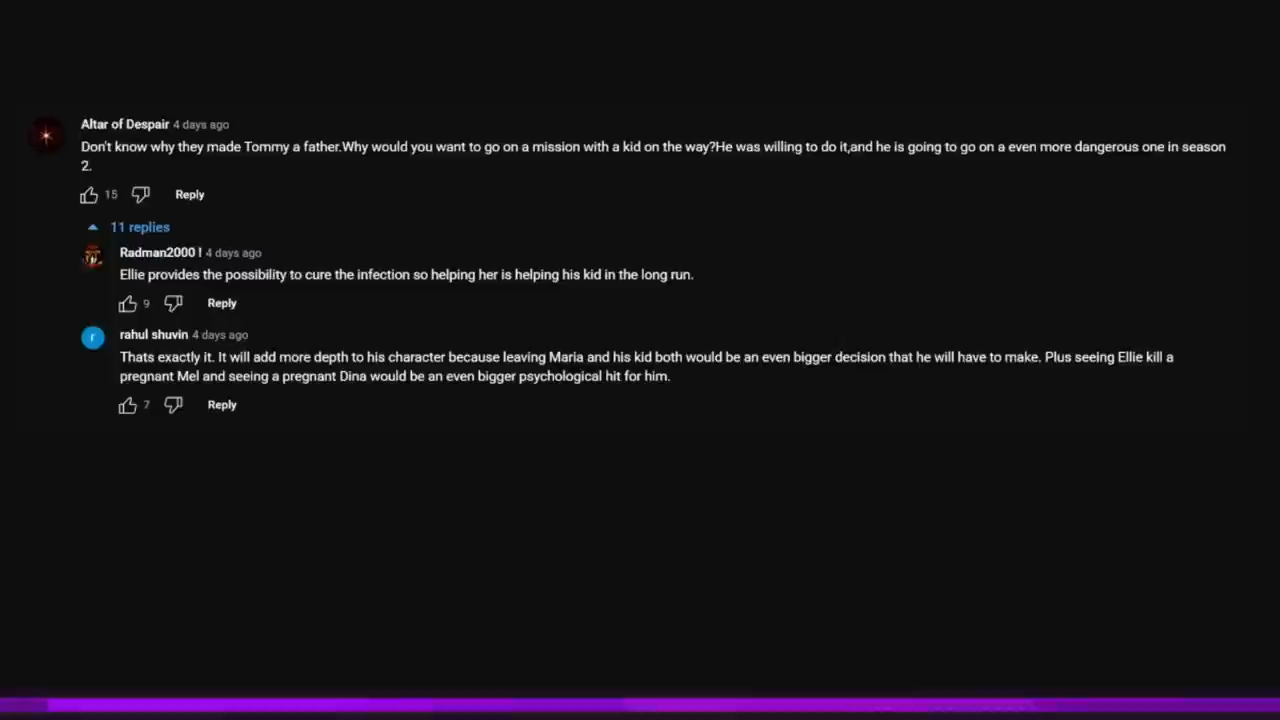 Altar of Despair 4 days ago
Don't know why they made Tommy a father.Why would you want to go on a mission with a kid on the way?He was willing to do it,and he is going to go on a even more dangerous one in season
2.
15 Reply
11 replies
Radman2000 ! 4 days ago
Ellie provides the possibility to cure the infection so helping her is helping his kid in the long run.
9 Reply
r rahul shuvin 4 days ago
Thats exactly it. It will add more depth to his character because leaving Maria and his kid both would be an even bigger decision that he will have to make. Plus seeing Ellie kill a
pregnant Mel and seeing a pregnant Dina would be an even bigger psychological hit for him.
7 Reply